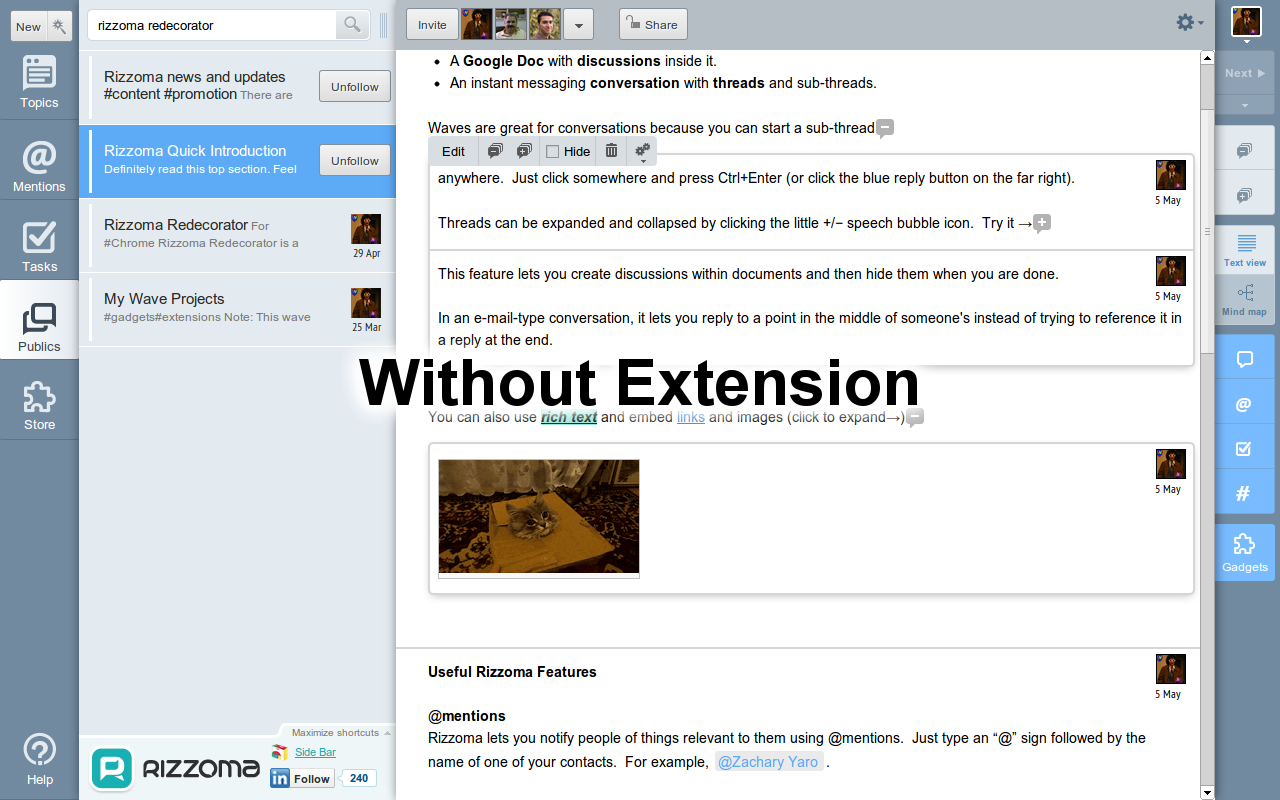 New
Topics
Mentions
Tasks
Publics
Store
Help
rizzoma redecorator
Rizzoma news and updates
#content #promotion There are
Unfollow
Rizzoma Quick Introduction
Definitely read this top section. Feel
Unfollow
Rizzoma Redecorator For
#Chrome Rizzoma Redecorator is a
29 Apr
My Wave Projects
#gadgets#extensions Note: This wave
25 Mar
Maximize shortcuts
RIZZOMA
Side Bar
in Follow 240
Invite
Share
• A Google Doc with discussions inside it.
• An instant messaging conversation with threads and sub-threads.
Waves are great for conversations because you can start a sub-thread
Edit Hide
anywhere. Just click somewhere and press Ctrl+Enter (or click the blue reply button on the far right).
5 May
Threads can be expanded and collapsed by clicking the little +/− speech bubble icon. Try it →
This feature lets you create discussions within documents and then hide them when you are done.
5 May
In an e-mail-type conversation, it lets you reply to a point in the middle of someone's instead of trying to reference it in
a reply at the end.
Without Extension
You can also use rich text and embed links and images (click to expand→)
5 May
Useful Rizzoma Features
5 May
@mentions
Rizzoma lets you notify people of things relevant to them using @mentions. Just type an “@” sign followed by the
name of one of your contacts. For example, @Zachary Yaro .
Next
Text view
Mind map
@
#
Gadgets